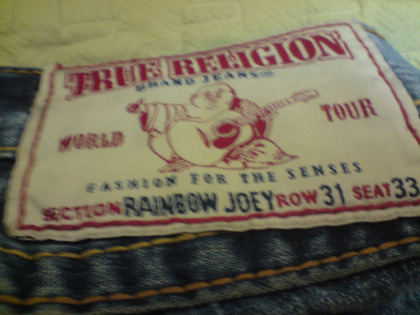 TRUE RELIGION
BRAND JEANS
WORLD TOUR
FASHION FOR THE SENSES
SECTION RAINBOW JOEY ROW 31 SEAT 33